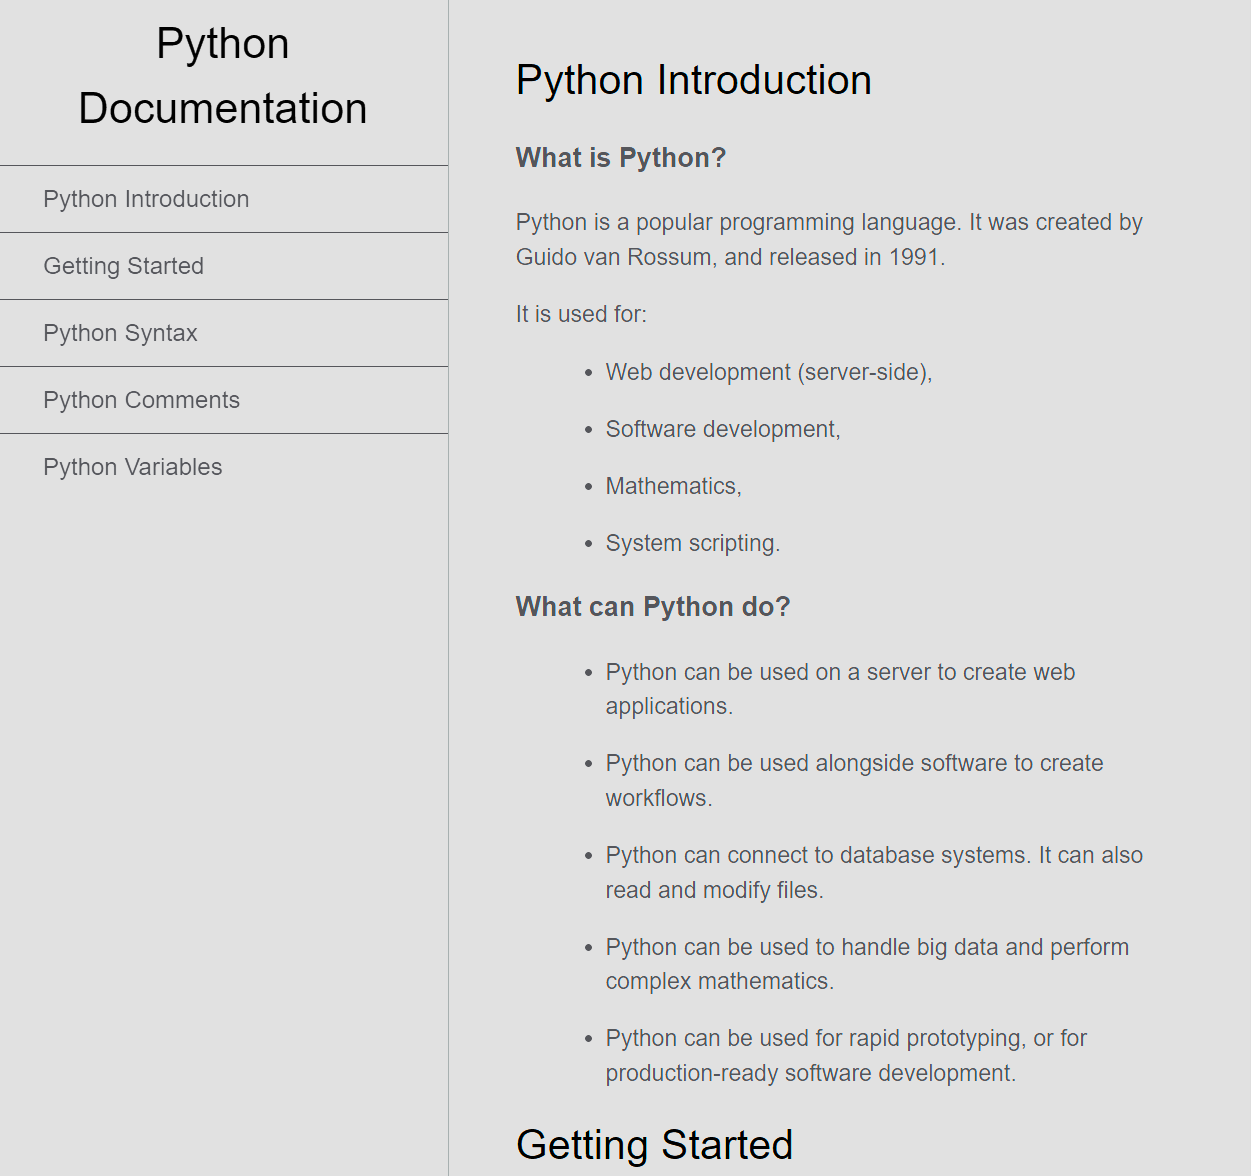 Python
Documentation
Python Introduction
Getting Started
Python Syntax
Python Comments
Python Variables
Python Introduction
What is Python?
Python is a popular programming language. It was created by
Guido van Rossum, and released in 1991.
It is used for:
• Web development (server-side),
• Software development,
• Mathematics,
• System scripting.
What can Python do?
• Python can be used on a server to create web
applications.
• Python can be used alongside software to create
workflows.
• Python can connect to database systems. It can also
read and modify files.
• Python can be used to handle big data and perform
complex mathematics.
• Python can be used for rapid prototyping, or for
production-ready software development.
Getting Started